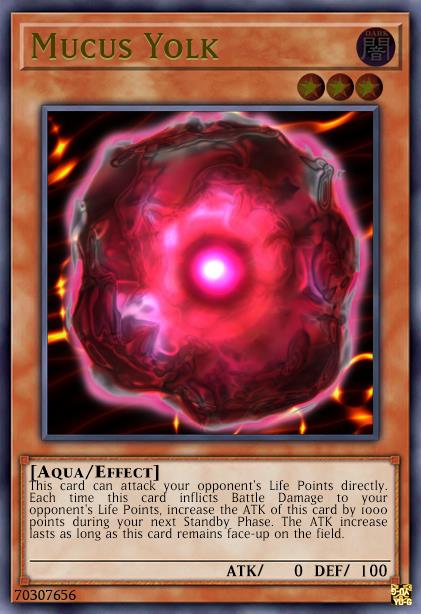 Mucus Yolk
DARK
闇
[Aqua/Effect]
This card can attack your opponent's Life Points directly.
Each time this card inflicts Battle Damage to your
opponent's Life Points, increase the ATK of this card by 1000
points during your next Standby Phase. The ATK increase
lasts as long as this card remains face-up on the field.
ATK/ 0 DEF/ 100
70307656